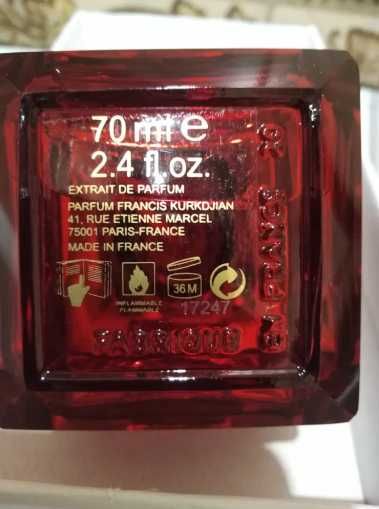 70 ml e
2.4 fl.oz.
EXTRAIT DE PARFUM
PARFUM FRANCIS KURKDJIAN
41, RUE ETIENNE MARCEL
75001 PARIS-FRANCE
MADE IN FRANCE
36 M
INFLAMMABLE
FLAMMABLE
17247
FABRIQUE
EN FRANCE